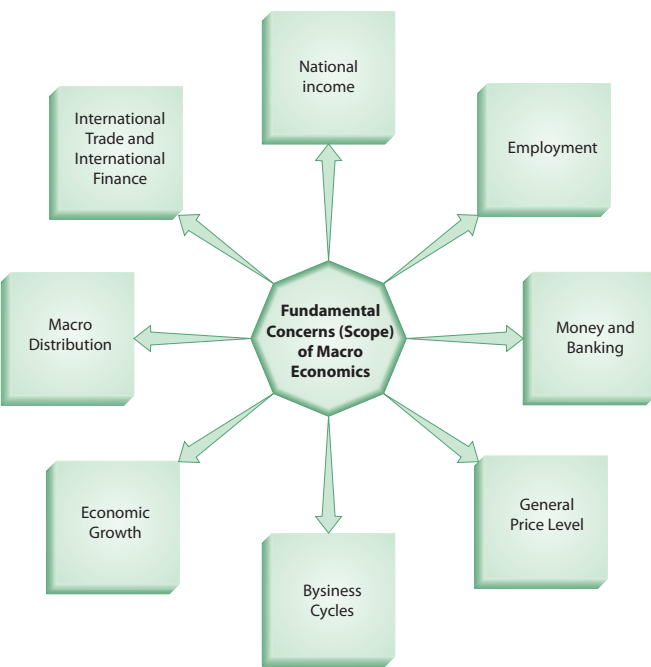 National
income
International
Trade and
International
Finance
Employment
Fundamental
Concerns (Scope)
of Macro
Economics
Macro
Distribution
Money and
Banking
Economic
Growth
General
Price Level
Bysiness
Cycles